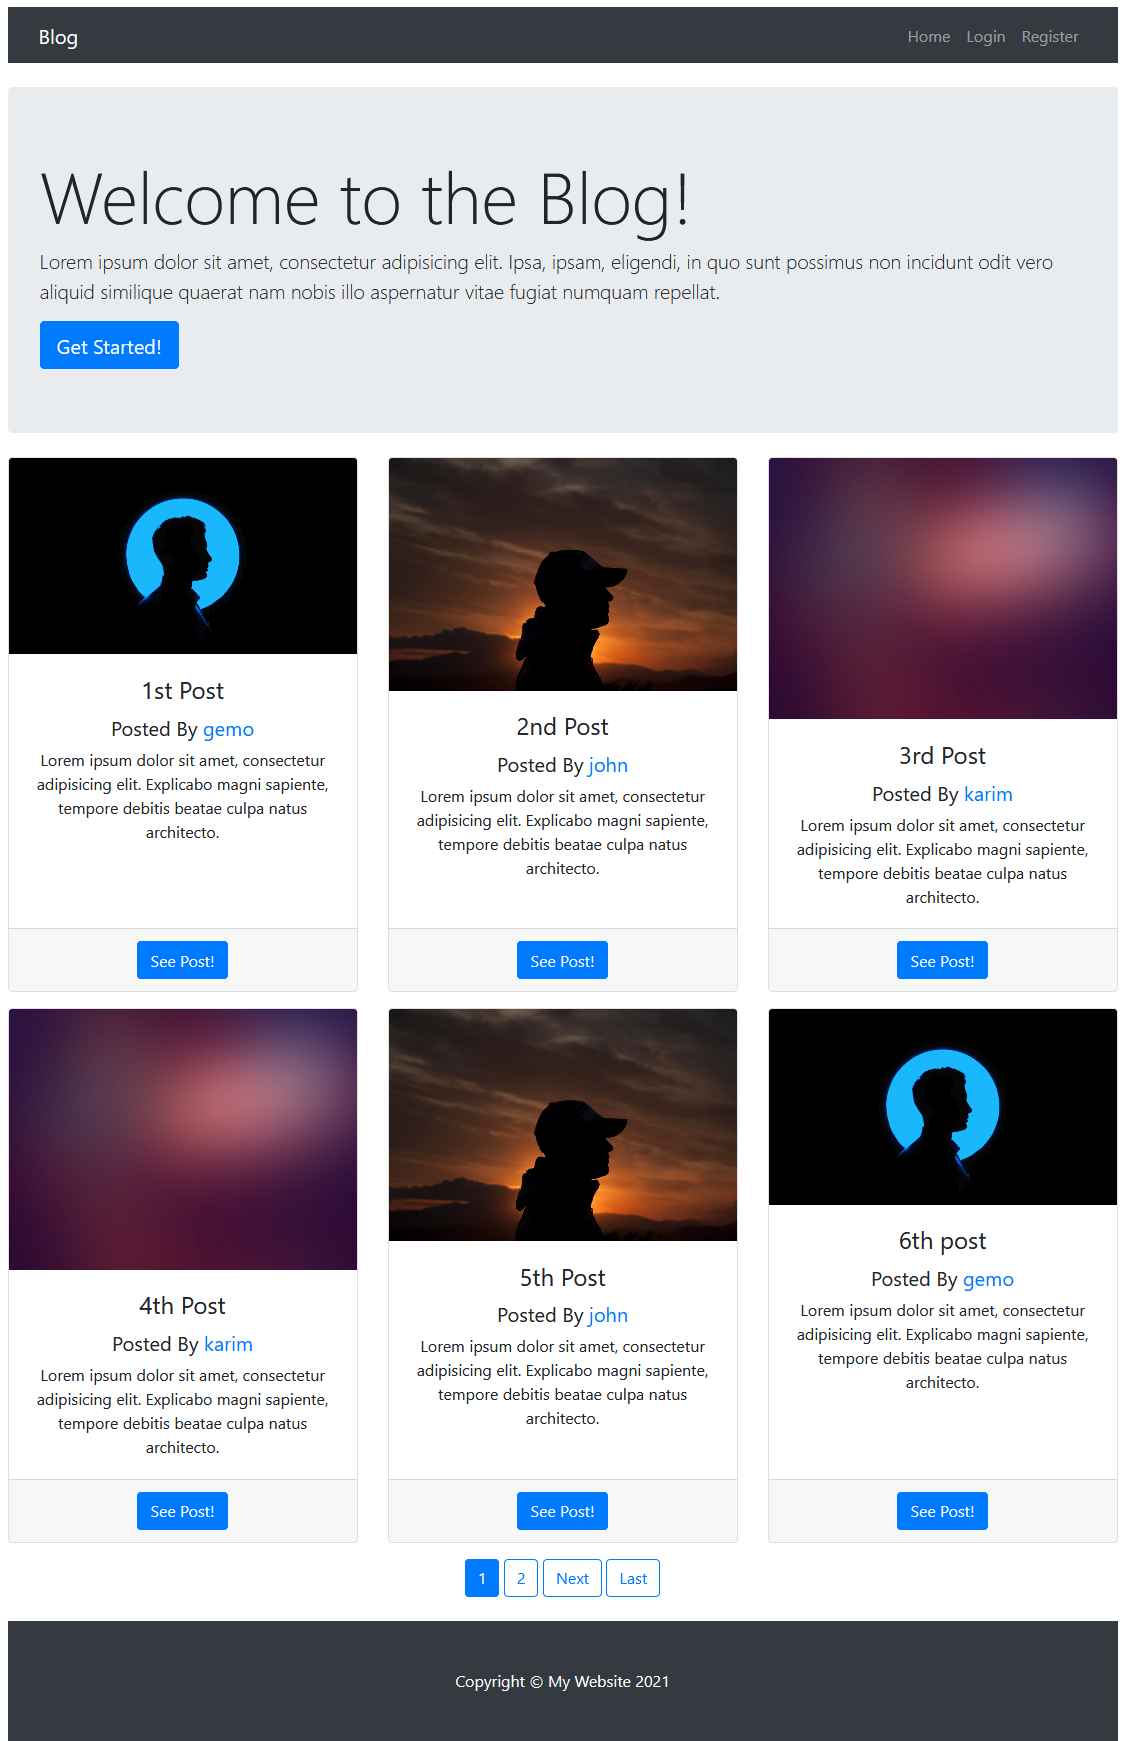 Blog
Home Login Register
Welcome to the Blog!
Lorem ipsum dolor sit amet, consectetur adipisicing elit. Ipsa, ipsam, eligendi, in quo sunt possimus non incidunt odit vero
aliquid similique quaerat nam nobis illo aspernatur vitae fugiat numquam repellat.
Get Started!
1st Post
Posted By gemo
Lorem ipsum dolor sit amet, consectetur
adipisicing elit. Explicabo magni sapiente,
tempore debitis beatae culpa natus
architecto.
See Post!
2nd Post
Posted By john
Lorem ipsum dolor sit amet, consectetur
adipisicing elit. Explicabo magni sapiente,
tempore debitis beatae culpa natus
architecto.
See Post!
3rd Post
Posted By karim
Lorem ipsum dolor sit amet, consectetur
adipisicing elit. Explicabo magni sapiente,
tempore debitis beatae culpa natus
architecto.
See Post!
4th Post
Posted By karim
Lorem ipsum dolor sit amet, consectetur
adipisicing elit. Explicabo magni sapiente,
tempore debitis beatae culpa natus
architecto.
See Post!
5th Post
Posted By john
Lorem ipsum dolor sit amet, consectetur
adipisicing elit. Explicabo magni sapiente,
tempore debitis beatae culpa natus
architecto.
See Post!
6th post
Posted By gemo
Lorem ipsum dolor sit amet, consectetur
adipisicing elit. Explicabo magni sapiente,
tempore debitis beatae culpa natus
architecto.
See Post!
1 2 Next Last
Copyright © My Website 2021